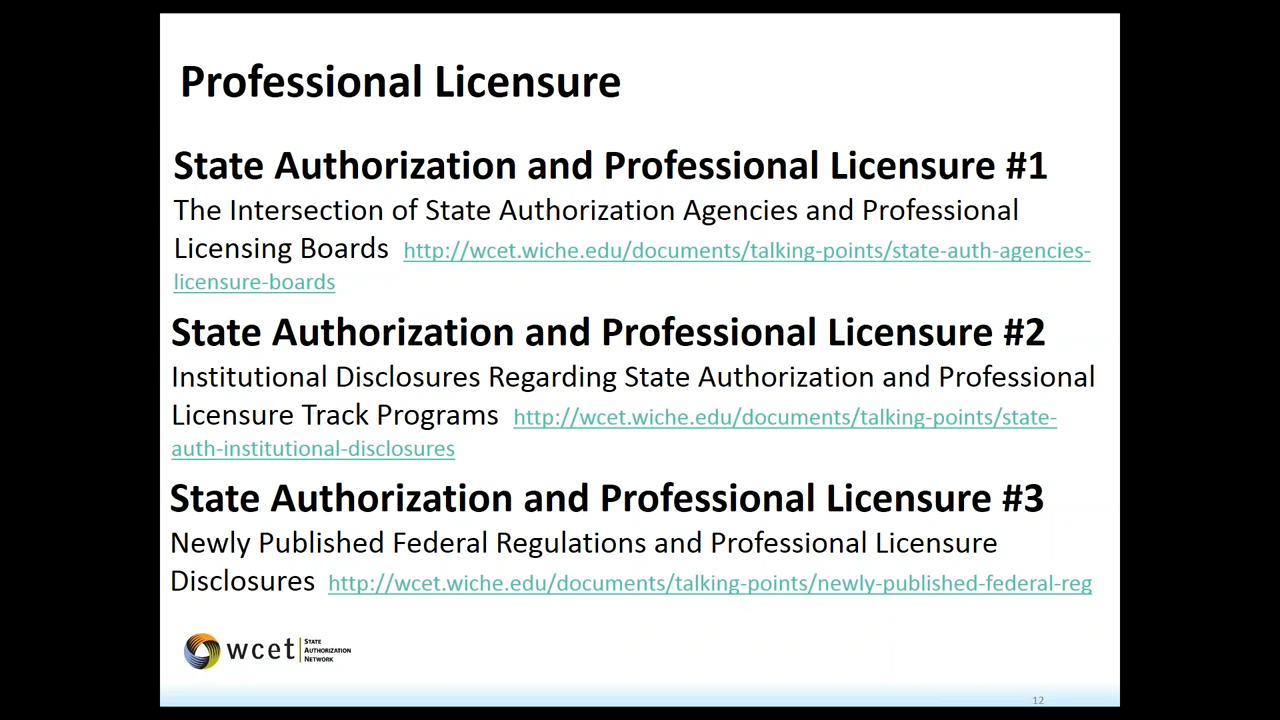 Professional Licensure
State Authorization and Professional Licensure #1
The Intersection of State Authorization Agencies and Professional
Licensing Boards http://wcet.wiche.edu/documents/talking-points/state-auth-agencies-
licensure-boards
State Authorization and Professional Licensure #2
Institutional Disclosures Regarding State Authorization and Professional
Licensure Track Programs http://wcet.wiche.edu/documents/talking-points/state-
auth-institutional-disclosures
State Authorization and Professional Licensure #3
Newly Published Federal Regulations and Professional Licensure
Disclosures http://wcet.wiche.edu/documents/talking-points/newly-published-federal-reg
wcet
STATE
AUTHORIZATION
NETWORK
12